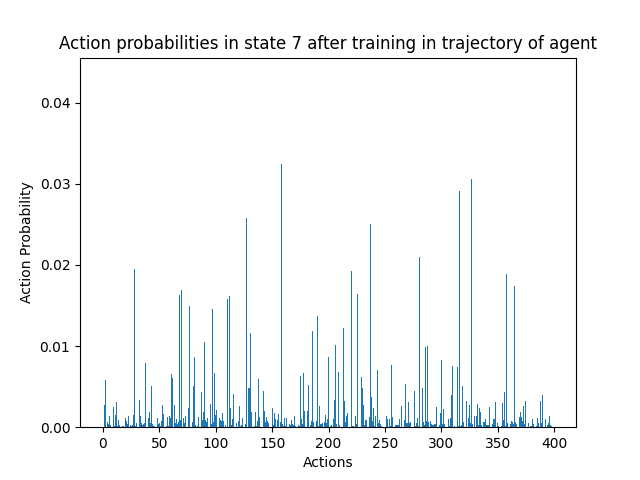 Action probabilities in state 7 after training in trajectory of agent
0.04
0.03
0.02
0.01
0.00
Action Probability
0 50 100 150 200 250 300 350 400
Actions